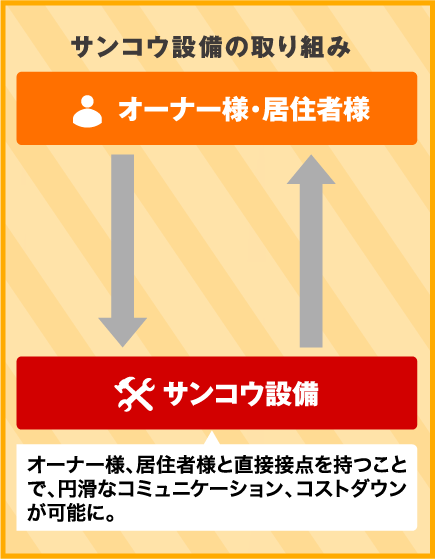 サンコウ設備の取り組み
オーナー様・居住者様
サンコウ設備
オーナー様、居住者様と直接接点を持つこと
で、円滑なコミュニケーション、コストダウン
が可能に。